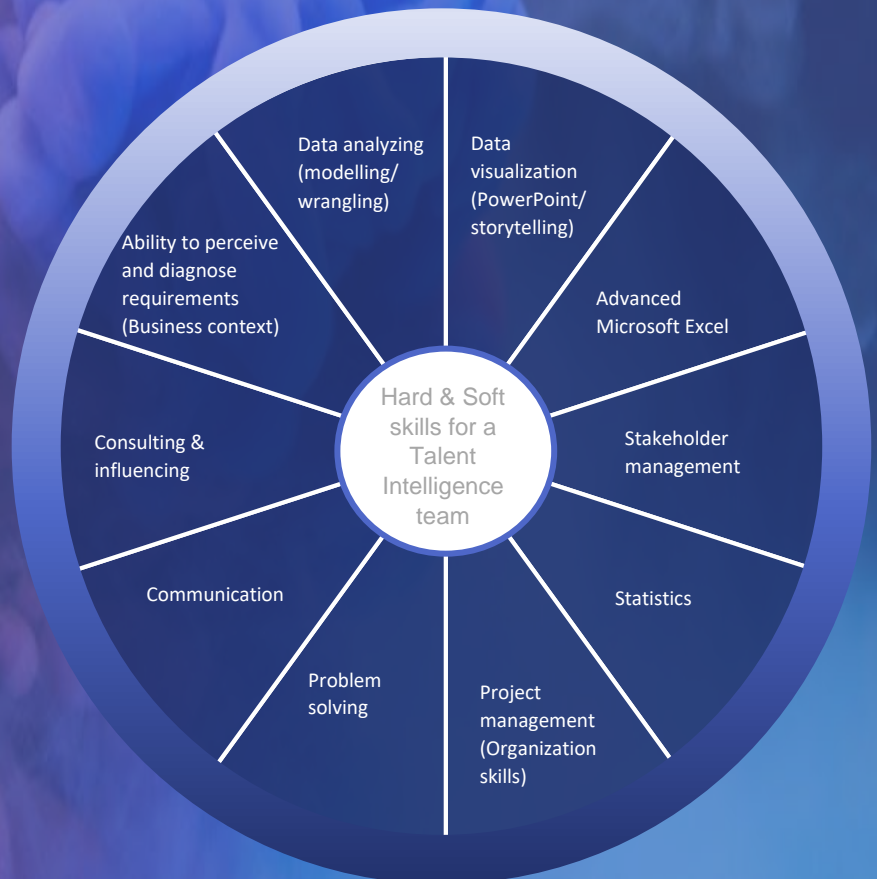 Data analyzing
(modelling/
wrangling)
Data
visualization
(PowerPoint/
storytelling)
Ability to perceive
and diagnose
requirements
(Business context)
Advanced
Microsoft Excel
Hard & Soft
skills for a
Talent
Intelligence
team
Consulting &
influencing
Stakeholder
management
Communication
Statistics
Problem
solving
Project
management
(Organization
skills)